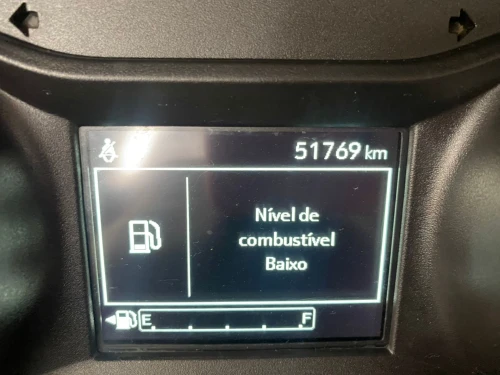 51769 km
Nível de
combustível
Baixo
E F